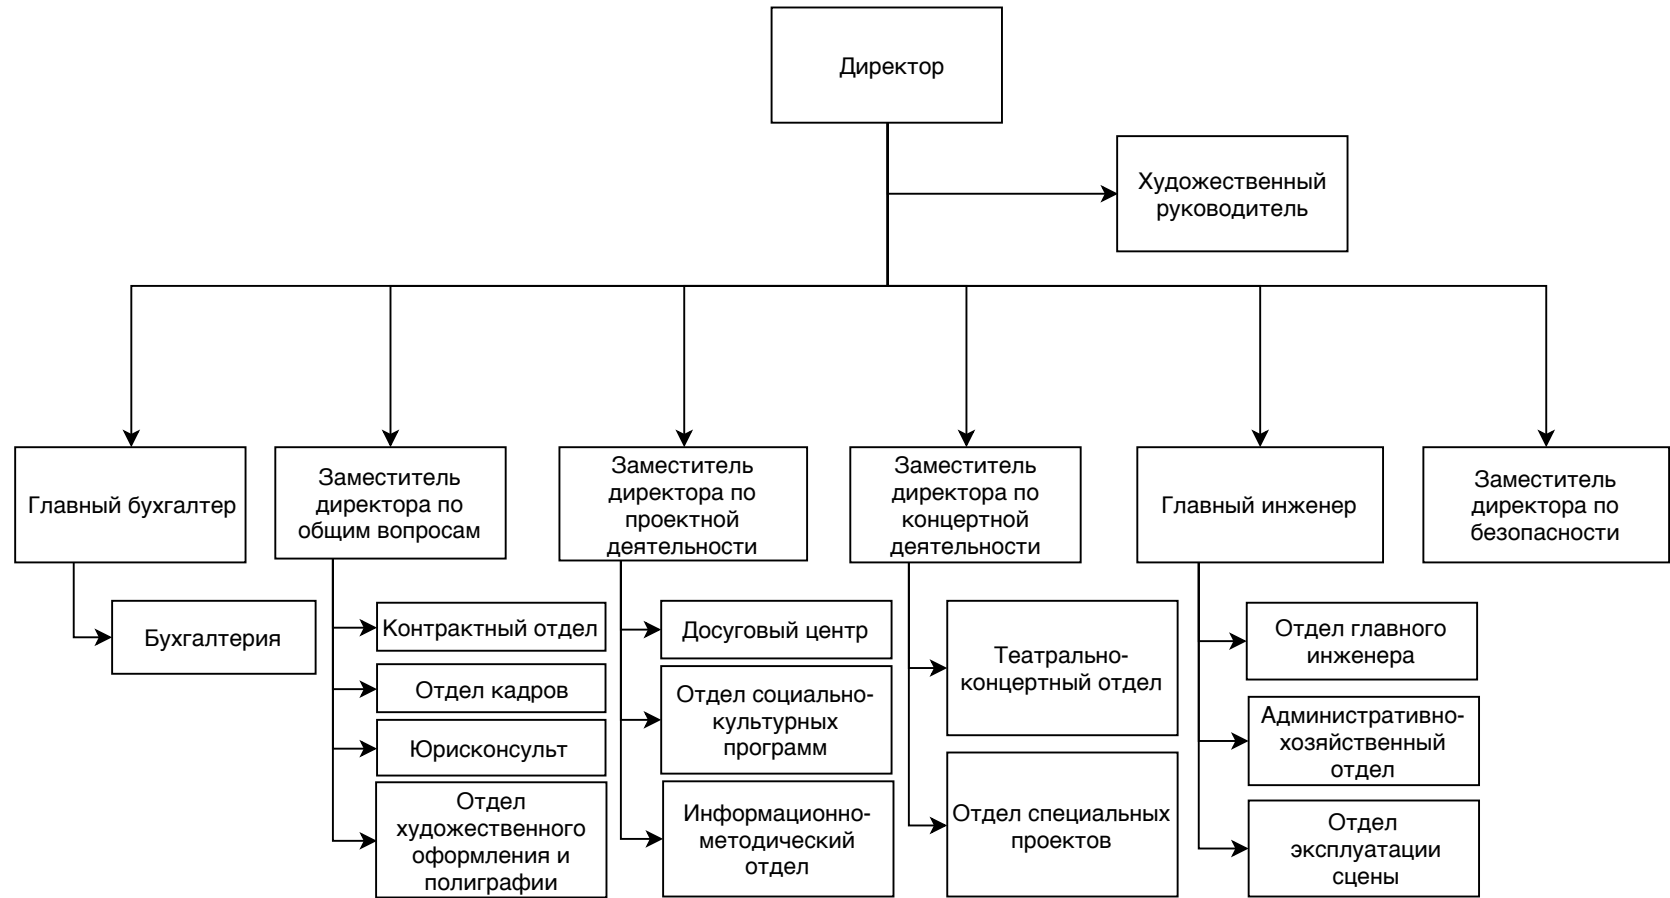 Директор
Художественный
руководитель
Главный бухгалтер
Заместитель
директора по
общим вопросам
Заместитель
директора по
проектной
деятельности
Заместитель
директора по
концертной
деятельности
Главный инженер
Заместитель
директора по
безопасности
Бухгалтерия
Контрактный отдел
Отдел кадров
Юрисконсульт
Отдел
художественного
оформления и
полиграфии
Досуговый центр
Отдел социально-
культурных
программ
Информационно-
методический
отдел
Театрально-
концертный отдел
Отдел специальных
проектов
Отдел главного
инженера
Административно-
хозяйственный
отдел
Отдел
эксплуатации
сцены